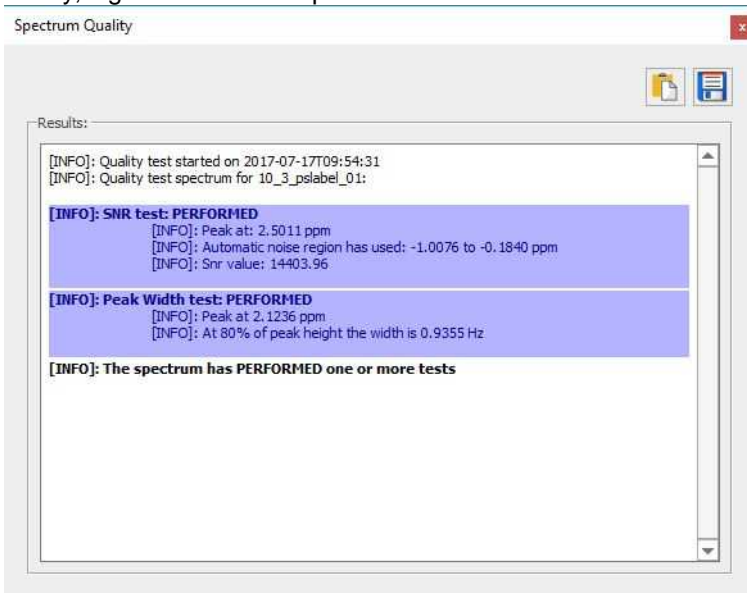 Spectrum Quality
x
Results:
[INFO]: Quality test started on 2017-07-17T09:54:31
[INFO]: Quality test spectrum for 10_3_pslabel_01:
[INFO]: SNR test: PERFORMED
[INFO]: Peak at: 2.5011 ppm
[INFO]: Automatic noise region has used: -1.0076 to -0.1840 ppm
[INFO]: Snr value: 14403.96
[INFO]: Peak Width test: PERFORMED
[INFO]: Peak at 2.1236 ppm
[INFO]: At 80% of peak height the width is 0.9355 Hz
[INFO]: The spectrum has PERFORMED one or more tests